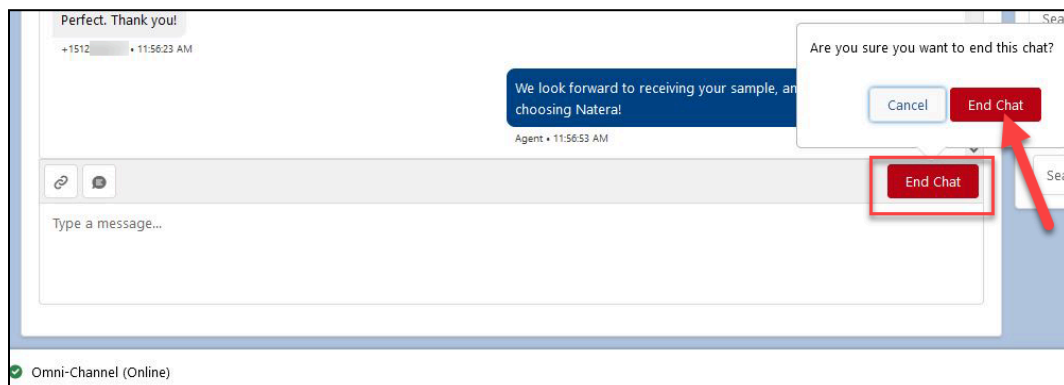 Perfect. Thank you!
+1512 • 11:56:23 AM
Are you sure you want to end this chat?
Cancel
End Chat
We look forward to receiving your sample, an
choosing Natera!
Agent • 11:56:53 AM
End Chat
Type a message...
Omni-Channel (Online)